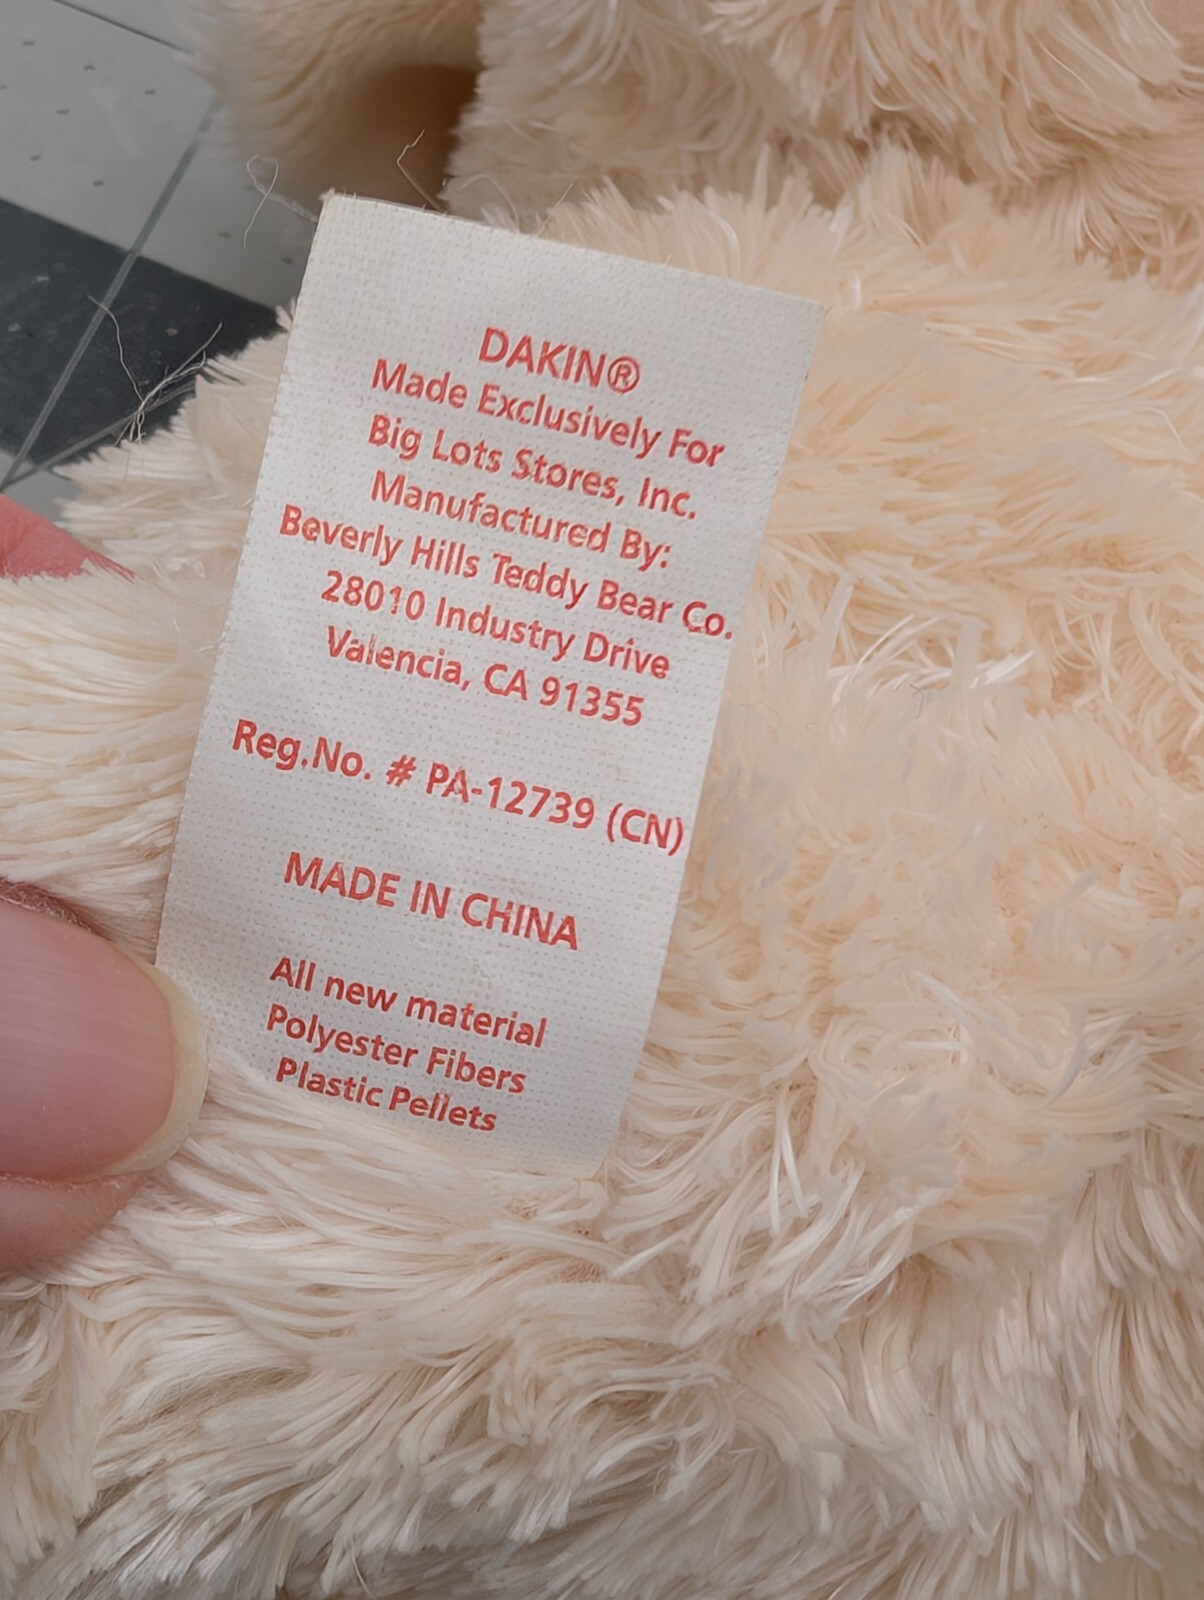 DAKIN®
Made Exclusively For
Big Lots Stores, Inc.
Manufactured By:
Beverly Hills Teddy Bear Co.
28010 Industry Drive
Valencia, CA 91355
Reg.No. # PA-12739 (CN)
MADE IN CHINA
All new material
Polyester Fibers
Plastic Pellets